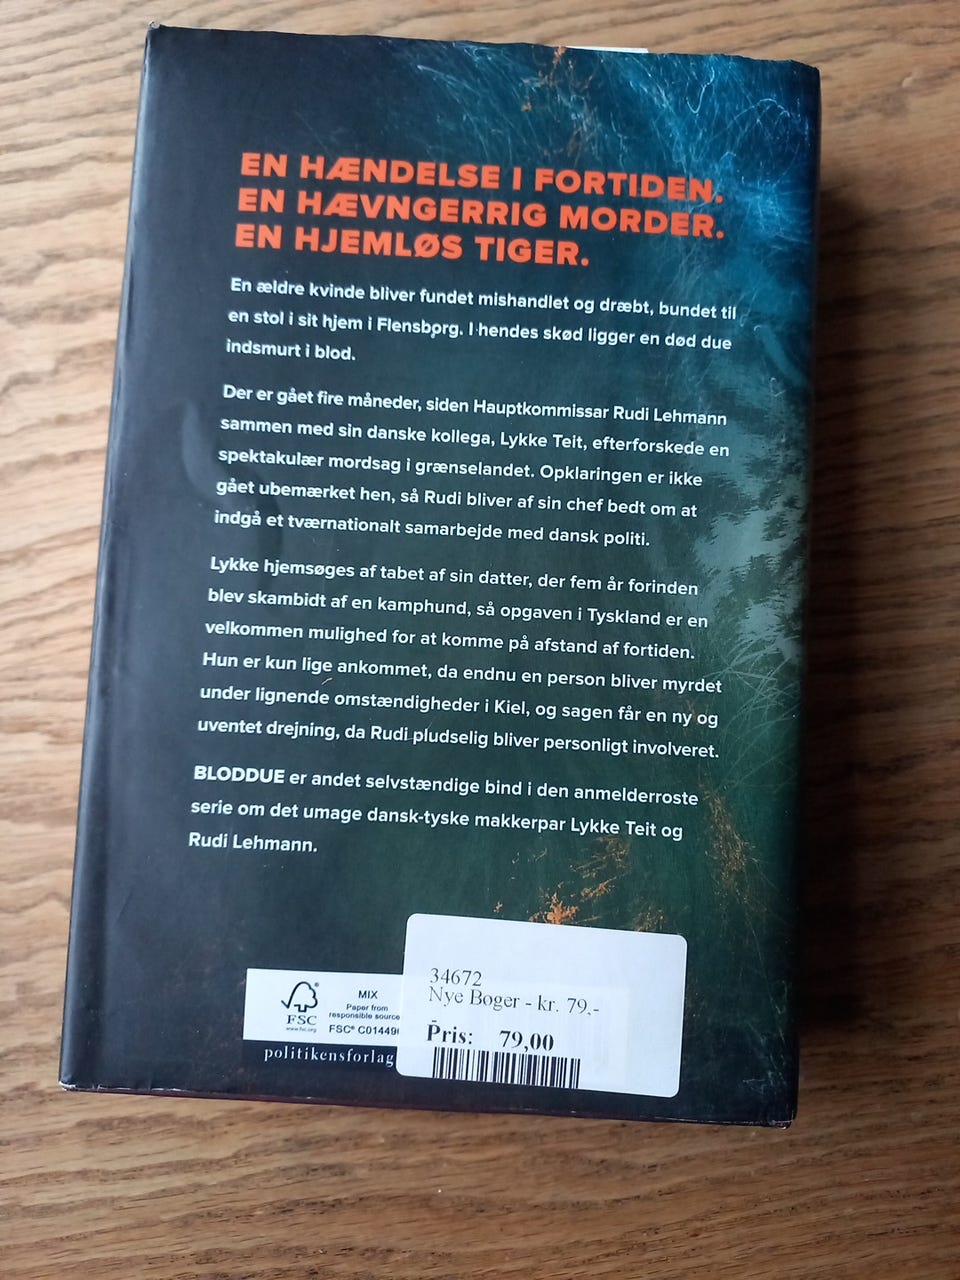 EN HÆNDELSE I FORTIDEN.
EN HÆVNGERRIG MORDER.
EN HJEMLØS TIGER.
En ældre kvinde bliver fundet mishandlet og dræbt, bundet til
en stol i sit hjem i Flensborg. I hendes skød ligger en død due
indsmurt i blod.
Der er gået fire måneder, siden Hauptkommissar Rudi Lehmann
sammen med sin danske kollega, Lykke Teit, efterforskede en
spektakulær mordsag i grænselandet. Opklaringen er ikke
gået ubemærket hen, så Rudi bliver af sin chef bedt om at
indgå et tværnationalt samarbejde med dansk politi.
Lykke hjemsøges af tabet af sin datter, der fem år forinden
blev skambidt af en kamphund, så opgaven i Tyskland er en
velkommen mulighed for at komme på afstand af fortiden.
Hun er kun lige ankommet, da endnu en person bliver myrdet
under lignende omstændigheder i Kiel, og sagen får en ny og
uventet drejning, da Rudi pludselig bliver personligt involveret.
BLODDUE er andet selvstændige bind i den anmelderroste
serie om det umage dansk-tyske makkerpar Lykke Teit og
Rudi Lehmann.
FSC
www.fsc.org
MIX
Paper from
responsible source
FSC® C01449
politikensforlag
34672
Nye Bøger - kr. 79,-
Pris: 79,00